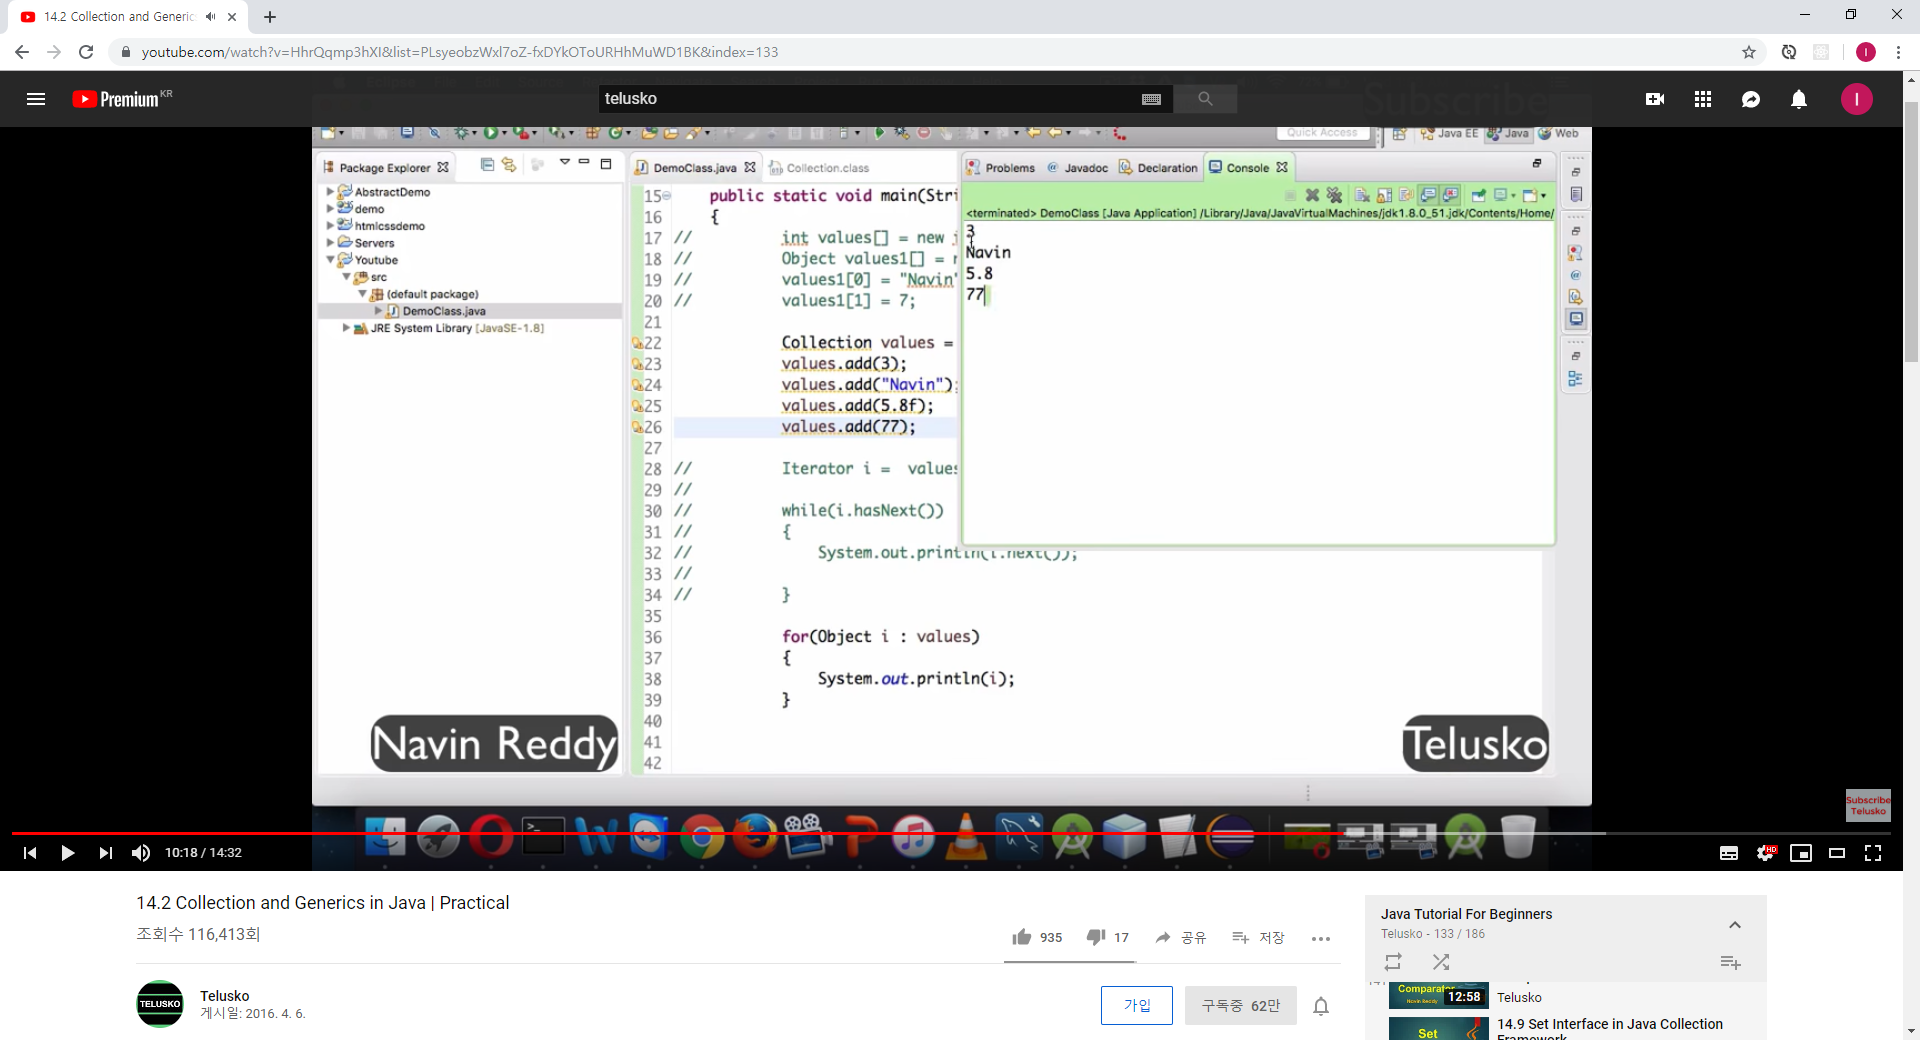 14.2 Collection and Generic
youtube.com/watch?v=HhrQqmp3hXI&list=PLsyeobzWxl7oZ-fxDYkOToURHhMuWD1BK&index=133
Premium KR
telusko
Subscribe
I
Quick Access
Java EE
Java
Web
Package Explorer
DemoClass.java
Collection.class
Problems
Javadoc
Declaration
Console
AbstractDemo
demo
htmlcssdemo
Servers
Youtube
src
(default package)
DemoClass.java
JRE System Library [JavaSE-1.8]
15 public static void main(Stri
16 {
17 // int values[] = new i
18 // Object values1[] = n
19 // values1[0] = "Navin"
20 // values1[1] = 7;
21
22 Collection values =
23 values.add(3);
24 values.add("Navin");
25 values.add(5.8f);
26 values.add(77);
27
28 // Iterator i =  values
29 //
30 // while(i.hasNext())
31 // {
32 // System.out.println(i.next());
33 //
34 // }
35
36 for(Object i : values)
37 {
38 System.out.println(i);
39 }
40
41
42
<terminated> DemoClass [Java Application] /Library/Java/JavaVirtualMachines/jdk1.8.0_51.jdk/Contents/Home/
3
Navin
5.8
77
Navin Reddy
Telusko
Subscribe
Telusko
10:18 / 14:32
HD
14.2 Collection and Generics in Java | Practical
조회수 116,413회
935
17
공유
저장
TELUSKO
Telusko
게시일: 2016. 4. 6.
가입
구독중 62만
Java Tutorial For Beginners
Telusko - 133 / 186
Comparator
Navin Reddy
12:58
Telusko
Set
14.9 Set Interface in Java Collection
Framework